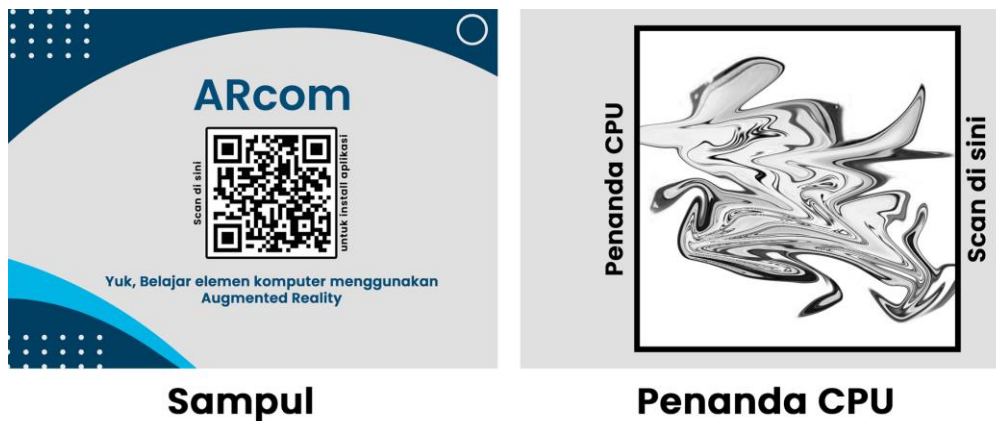 ARcom
Scan di sini
untuk install aplikasi
Yuk, Belajar elemen komputer menggunakan
Augmented Reality
Sampul
Penanda CPU
Scan di sini
Penanda CPU